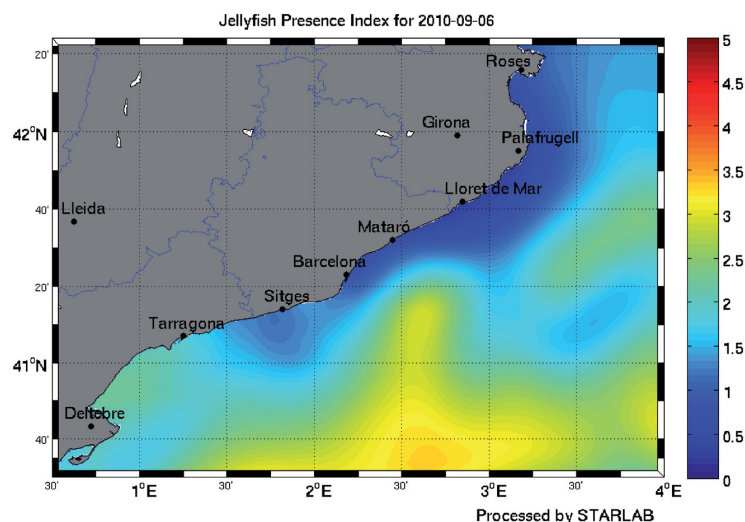 Jellyfish Presence Index for 2010-09-06
20'
Roses
Girona
42°N
Palafrugell
Lloret de Mar
40'
Lleida
Mataró
Barcelona
20'
Sitges
Tarragona
41°N
Deltebre
40'
30' 1°E 30' 2°E 30' 3°E 30' 4°E
5
4.5
4
3.5
3
2.5
2
1.5
1
0.5
0
Processed by STARLAB